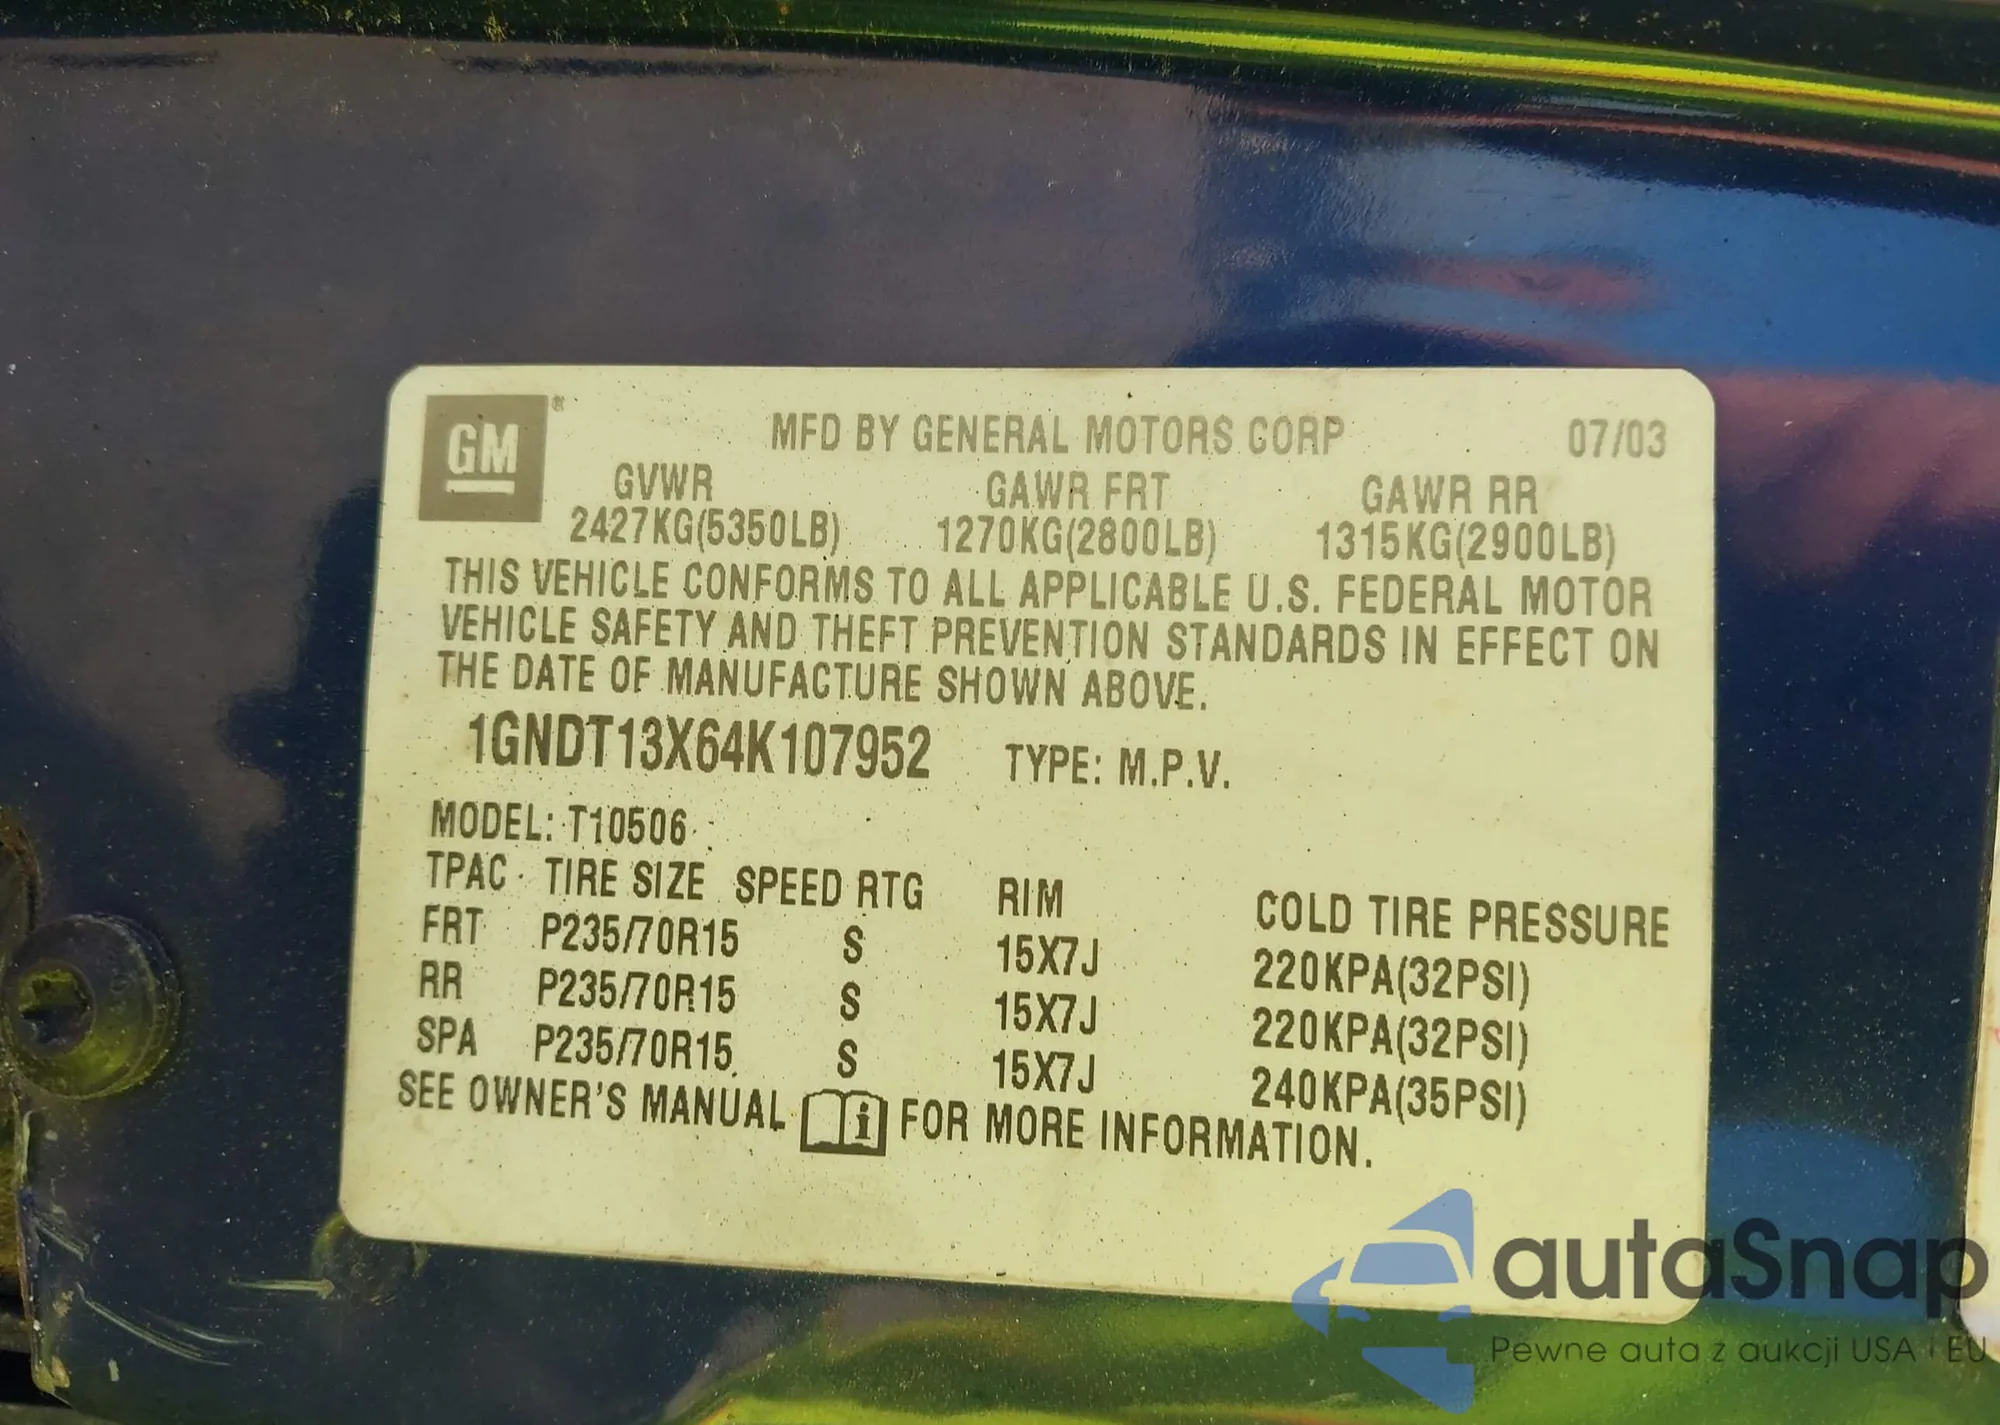 GM ®
MFD BY GENERAL MOTORS CORP 07/03
GVWR GAWR FRT GAWR RR
2427KG(5350LB) 1270KG(2800LB) 1315KG(2900LB)
THIS VEHICLE CONFORMS TO ALL APPLICABLE U.S. FEDERAL MOTOR
VEHICLE SAFETY AND THEFT PREVENTION STANDARDS IN EFFECT ON
THE DATE OF MANUFACTURE SHOWN ABOVE.
1GNDT13X64K107952 TYPE: M.P.V.
MODEL: T10506
TPAC TIRE SIZE SPEED RTG RIM COLD TIRE PRESSURE
FRT P235/70R15 S 15X7J 220KPA(32PSI)
RR P235/70R15 S 15X7J 220KPA(32PSI)
SPA P235/70R15 S 15X7J 240KPA(35PSI)
SEE OWNER'S MANUAL i FOR MORE INFORMATION.
autaSnap
Pewne auta z aukcji USA i EU